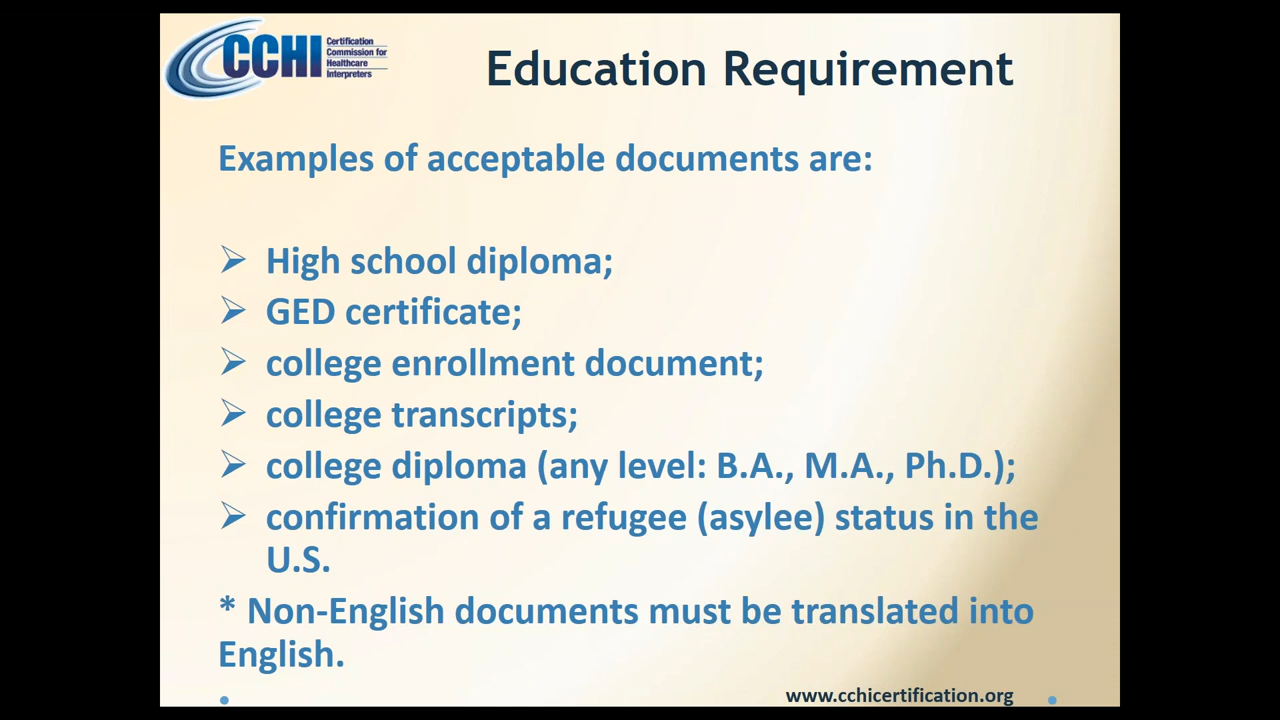 CCHI
Certification
Commission for
Healthcare
Interpreters
Education Requirement
Examples of acceptable documents are:
High school diploma;
GED certificate;
college enrollment document;
college transcripts;
college diploma (any level: B.A., M.A., Ph.D.);
confirmation of a refugee (asylee) status in the
U.S.
* Non-English documents must be translated into
English.
www.cchicertification.org